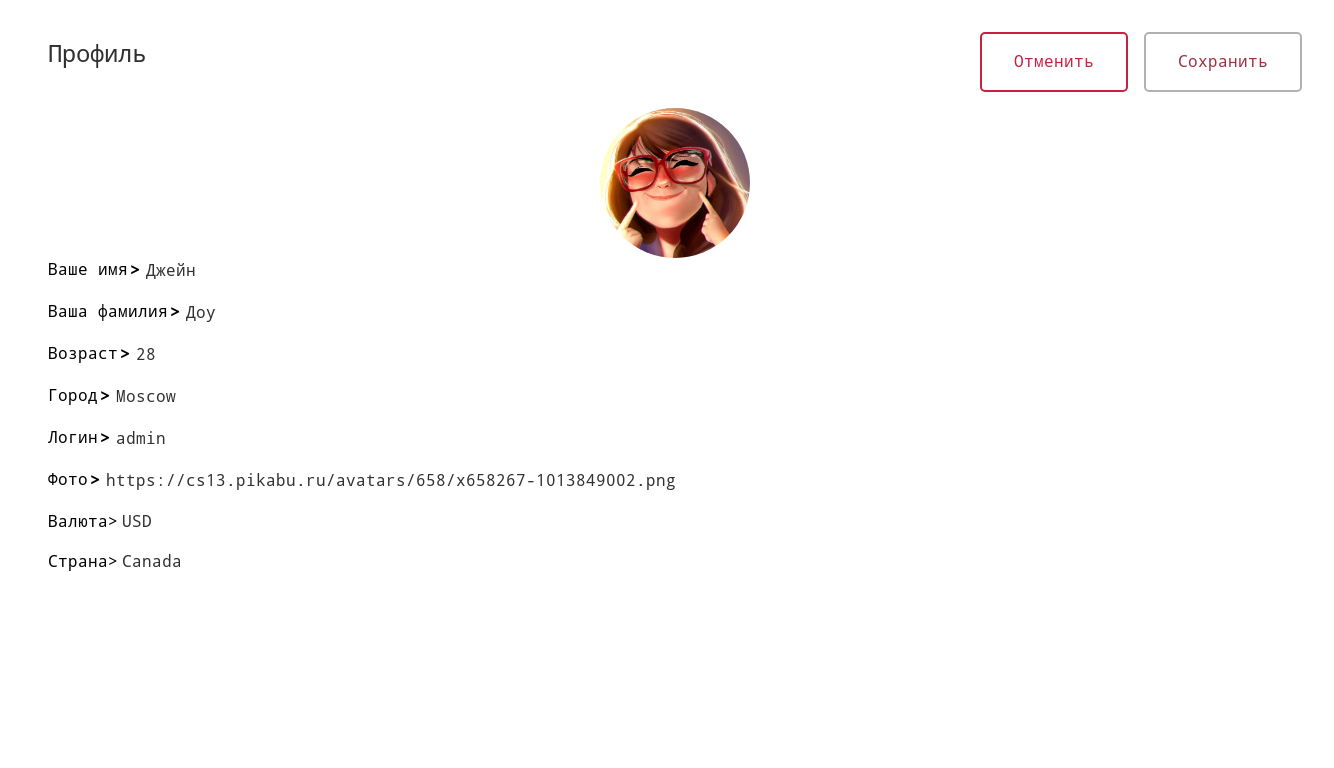 Профиль
Отменить
Сохранить
Ваше имя> Джейн
Ваша фамилия> Доу
Возраст> 28
Город> Moscow
Логин> admin
Фото> https://cs13.pikabu.ru/avatars/658/x658267-1013849002.png
Валюта> USD
Страна> Canada